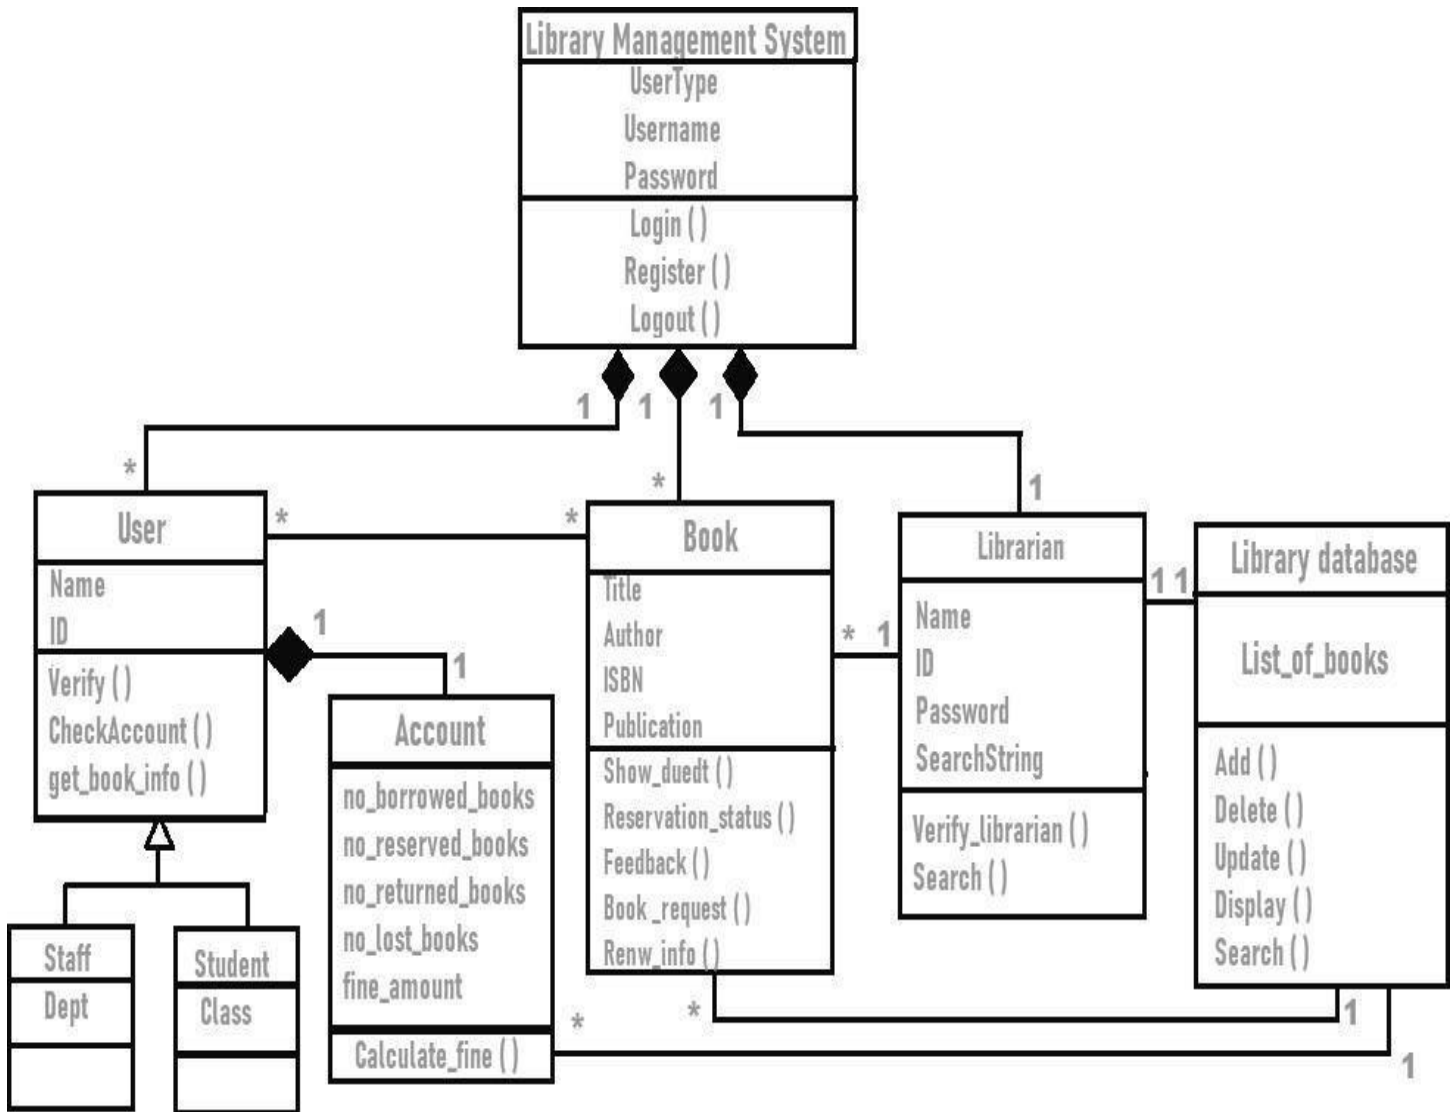 Library Management System
UserType
Username
Password
Login ( )
Register ( )
Logout ( )
1
1
1
*
*
1
User
Name
ID
Verify ( )
CheckAccount ( )
get_book_info ( )
*
*
1
1
Book
Title
Author
ISBN
Publication
Show_duedt ( )
Reservation_status ( )
Feedback ( )
Book_request ( )
Renw_info ( )
* 1
Librarian
Name
ID
Password
SearchString
Verify_librarian ( )
Search ( )
1 1
Library database
List_of_books
Add ( )
Delete ( )
Update ( )
Display ( )
Search ( )
Account
no_borrowed_books
no_reserved_books
no_returned_books
no_lost_books
fine_amount
Calculate_fine ( )
Staff
Dept
Student
Class
*
1
*
1